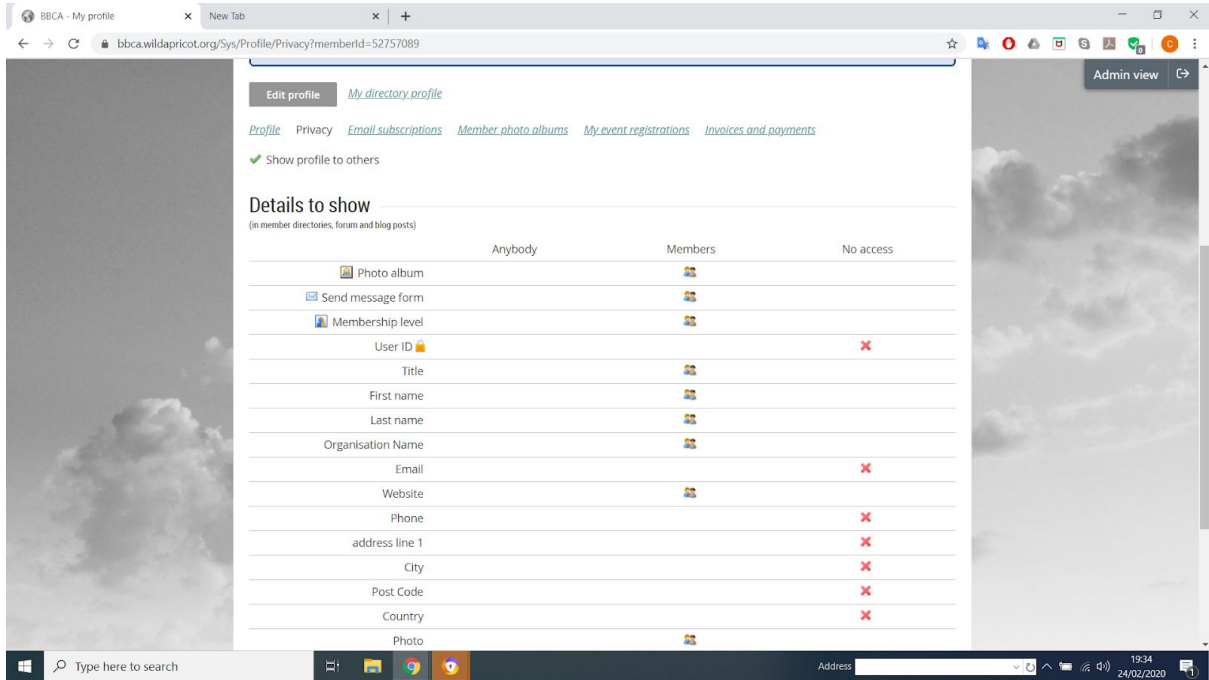 BBCA - My profile
New Tab
bbca.wildapricot.org/Sys/Profile/Privacy?memberId=52757089
Admin view
Edit profile My directory profile
Profile Privacy Email subscriptions Member photo albums My event registrations Invoices and payments
Show profile to others
Details to show
(in member directories, forum and blog posts)
Anybody Members No access
Photo album
Send message form
Membership level
User ID
Title
First name
Last name
Organisation Name
Email
Website
Phone
address line 1
City
Post Code
Country
Photo
Type here to search
Address
19:34
24/02/2020